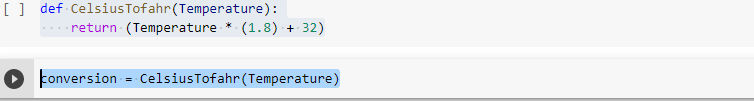 [ ] def CelsiusTofahr(Temperature):
    return (Temperature * (1.8) + 32)
conversion = CelsiusTofahr(Temperature)